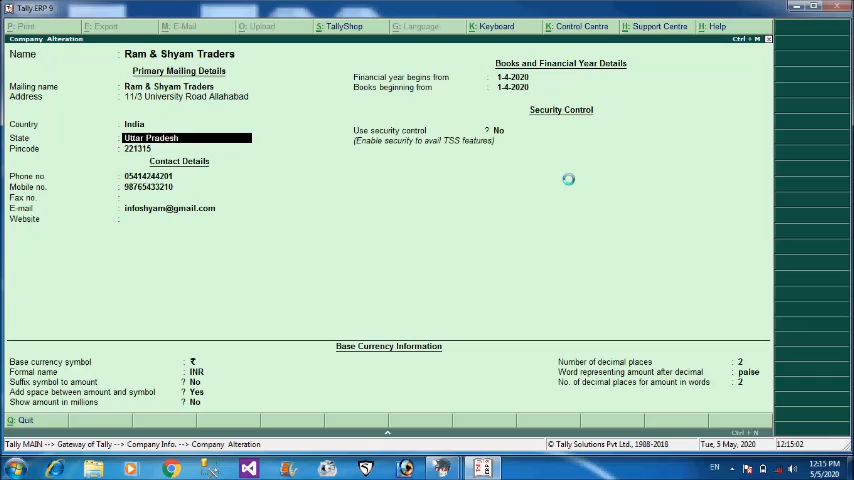 Tally.ERP 9
P: Print E: Export M: E-Mail O: Upload S: TallyShop G: Language K: Keyboard K: Control Centre H: Support Centre H: Help
Company Alteration Ctrl + M
Name : Ram & Shyam Traders
Primary Mailing Details
Mailing name : Ram & Shyam Traders
Address : 11/3 University Road Allahabad
Country : India
State : Uttar Pradesh
Pincode : 221315
Contact Details
Phone no. : 05414244201
Mobile no. : 98765433210
Fax no. :
E-mail : infoshyam@gmail.com
Website :
Books and Financial Year Details
Financial year begins from : 1-4-2020
Books beginning from : 1-4-2020
Security Control
Use security control ? No
(Enable security to avail TSS features)
Base Currency Information
Base currency symbol : ₹
Formal name : INR
Suffix symbol to amount ? No
Add space between amount and symbol ? Yes
Show amount in millions ? No
Number of decimal places : 2
Word representing amount after decimal : paise
No. of decimal places for amount in words : 2
Q: Quit
Ctrl + N
Tally MAIN --> Gateway of Tally --> Company Info. --> Company Alteration © Tally Solutions Pvt Ltd., 1988-2018 Tue, 5 May, 2020 12:15:02
EN 12:15 PM
5/5/2020